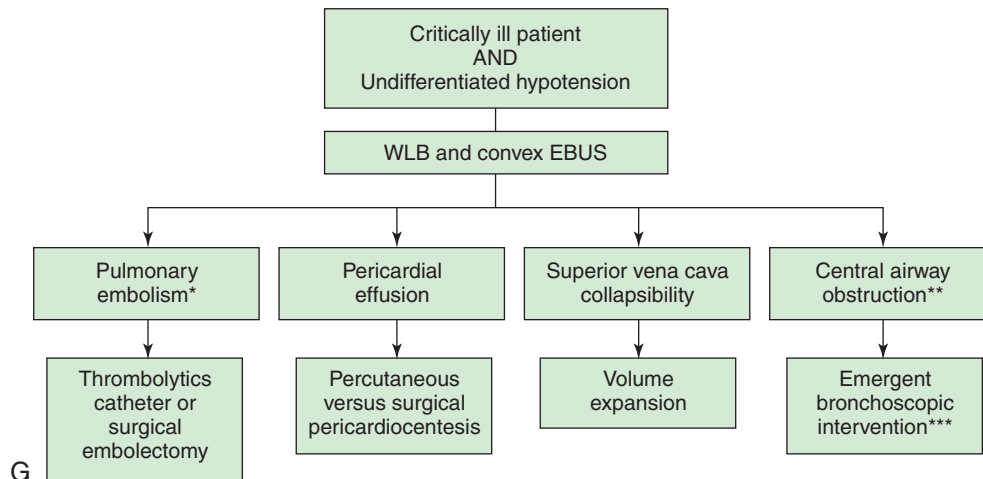 Critically ill patient
AND
Undifferentiated hypotension
WLB and convex EBUS
Pulmonary
embolism*
Pericardial
effusion
Superior vena cava
collapsibility
Central airway
obstruction**
Thrombolytics
catheter or
surgical
embolectomy
Percutaneous
versus surgical
pericardiocentesis
Volume
expansion
Emergent
bronchoscopic
intervention***
G